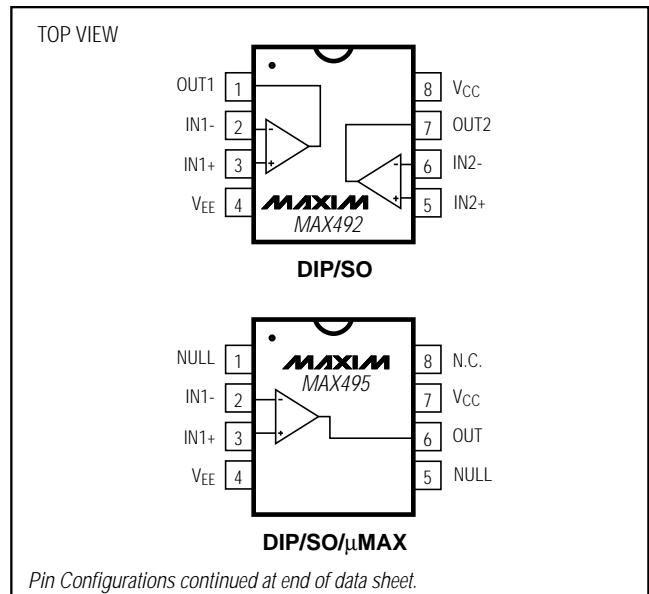 TOP VIEW
OUT1 1 8 VCC
IN1- 2 - 7 OUT2
IN1+ 3 + - 6 IN2-
VEE 4 MAXIM + 5 IN2+
MAX492
DIP/SO
NULL 1 MAXIM 8 N.C.
MAX495
IN1- 2 - 7 VCC
IN1+ 3 + 6 OUT
VEE 4 5 NULL
DIP/SO/µMAX
Pin Configurations continued at end of data sheet.